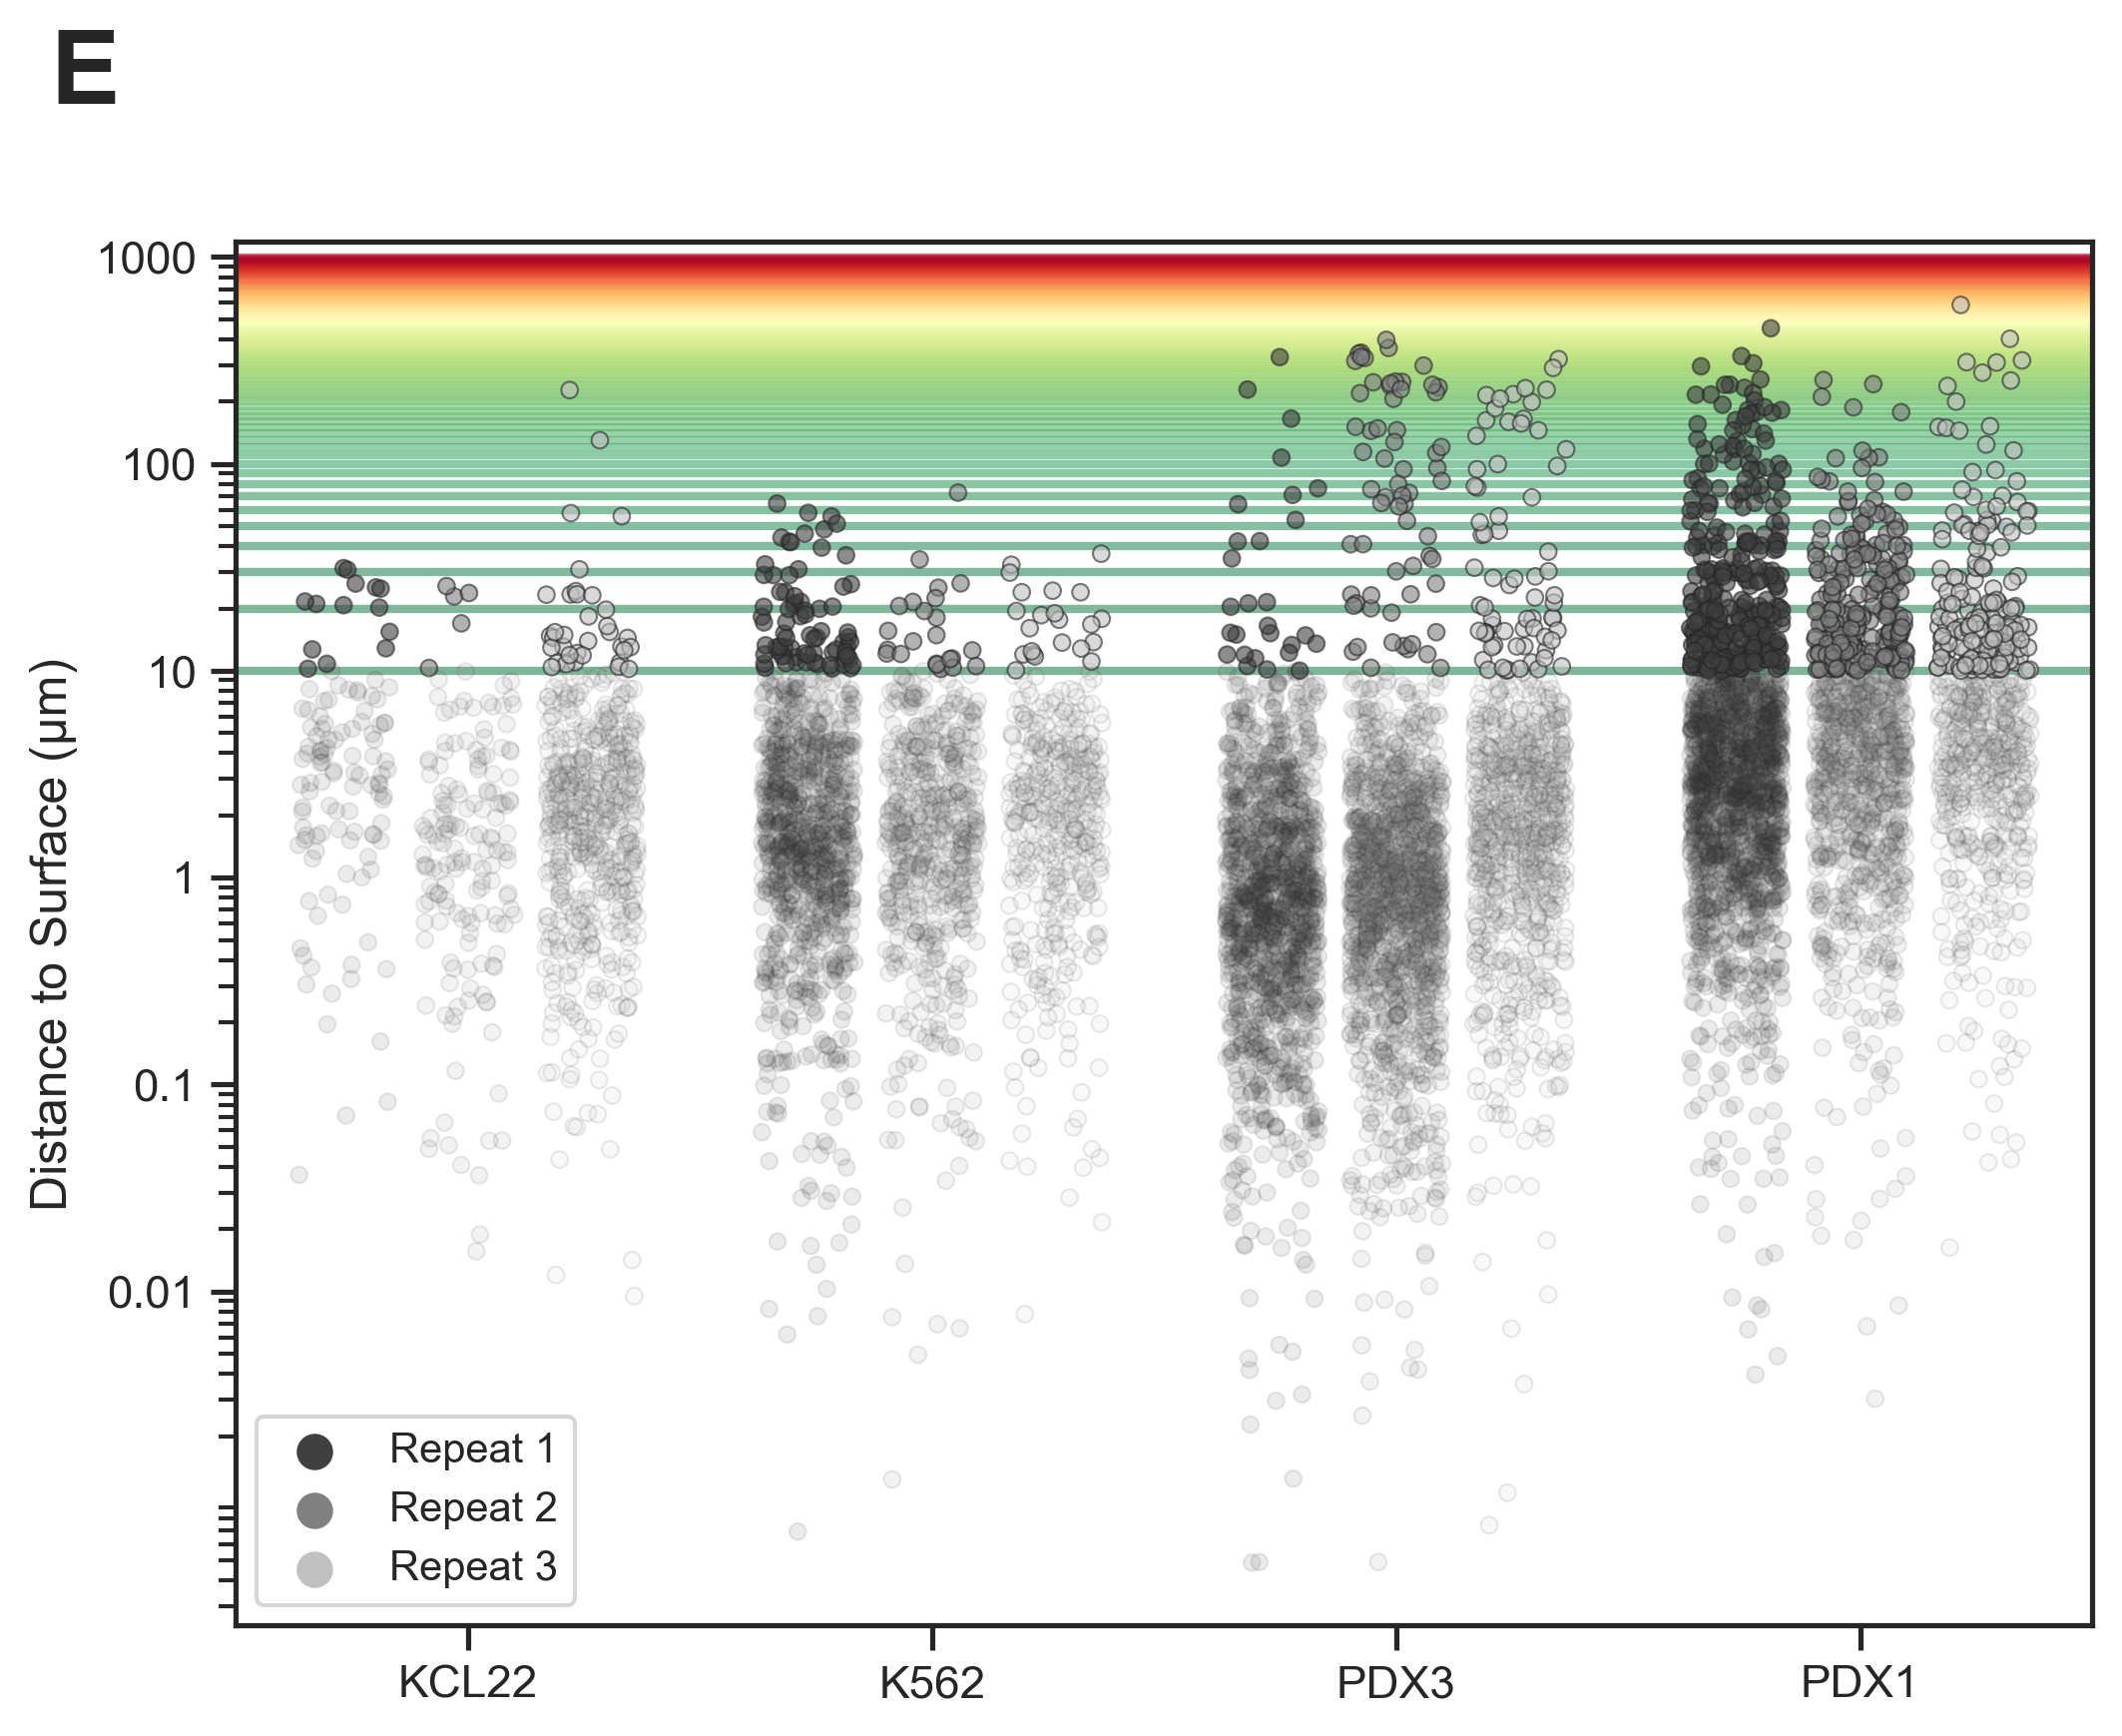 E
Distance to Surface (µm)
1000
100
10
1
0.1
0.01
Repeat 1
Repeat 2
Repeat 3
KCL22 K562 PDX3 PDX1